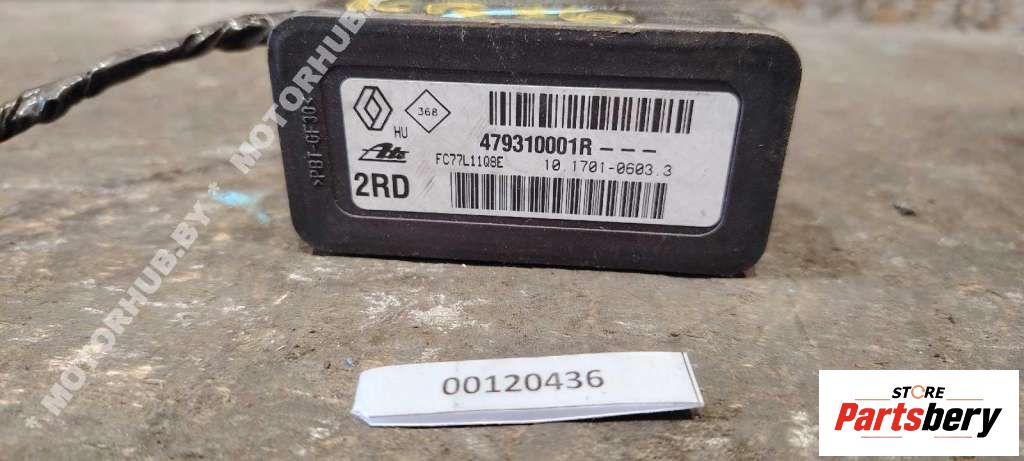 368
HU
479310001R---
Ate
FC77L11Q8E 10.1701-0603.3
2RD
>PBT-GF30<
00120436
* MOTORHUB.BY * MOTORHUB.BY
STORE
Partsbery